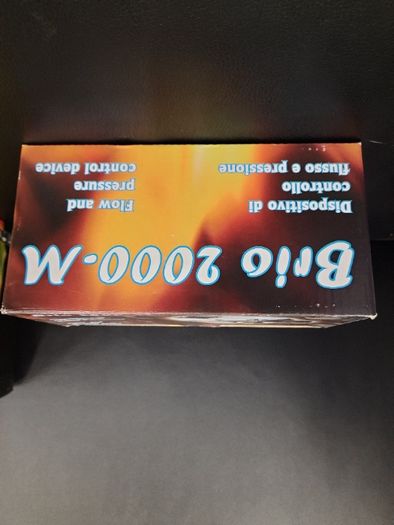 Brio 2000-M
Dispositivo di
controllo
flusso e pressione
Flow and
pressure
control device